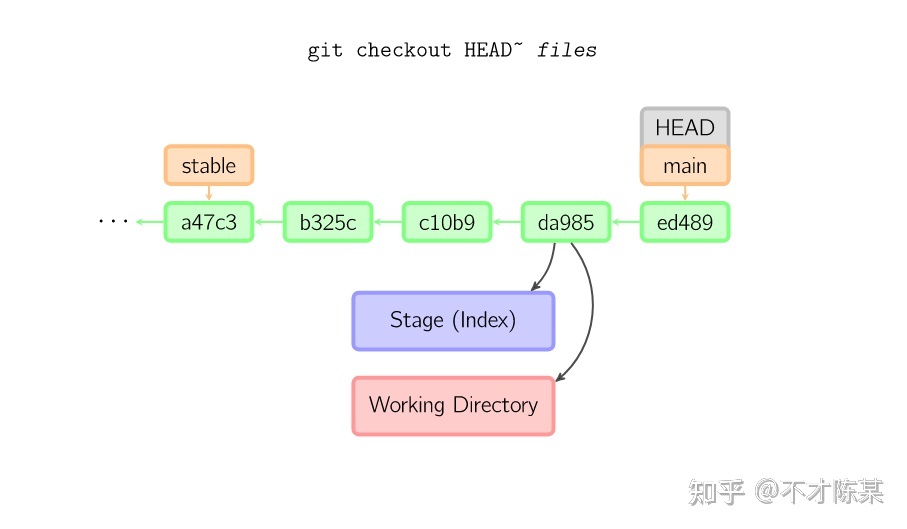 git checkout HEAD~ files
HEAD
stable
main
... a47c3 b325c c10b9 da985 ed489
Stage (Index)
Working Directory
知乎 @不才陈某